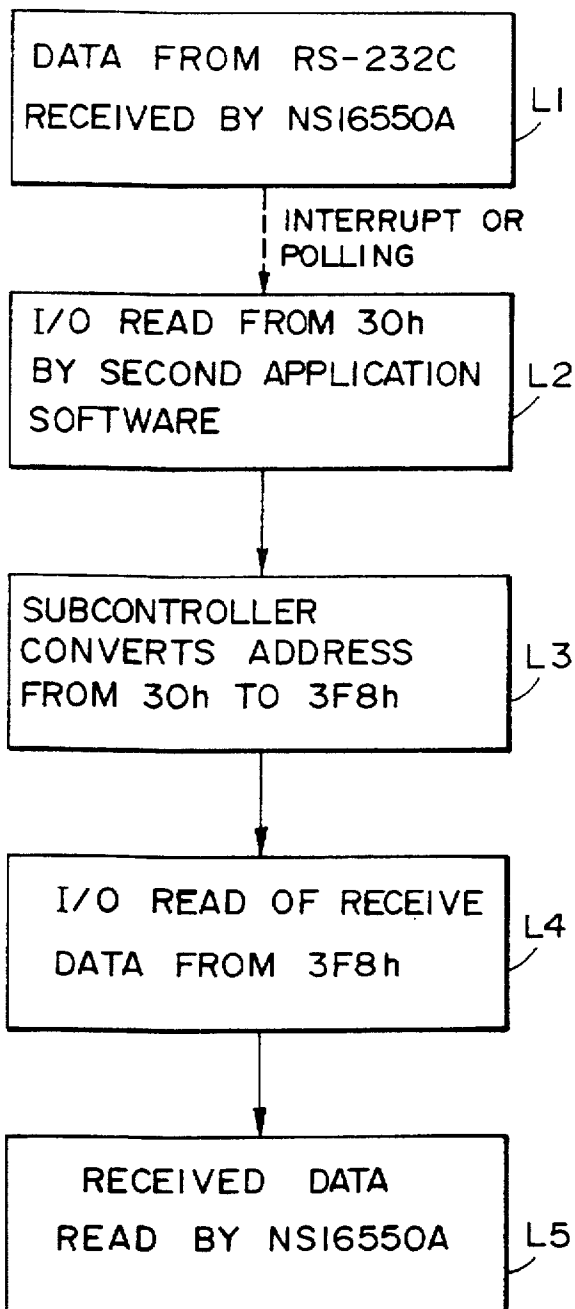 DATA FROM RS-232C
RECEIVED BY NS16550A
L1
INTERRUPT OR
POLLING
I/O READ FROM 30h
BY SECOND APPLICATION
SOFTWARE
L2
SUBCONTROLLER
CONVERTS ADDRESS
FROM 30h TO 3F8h
L3
I/O READ OF RECEIVE
DATA FROM 3F8h
L4
RECEIVED DATA
READ BY NS16550A
L5